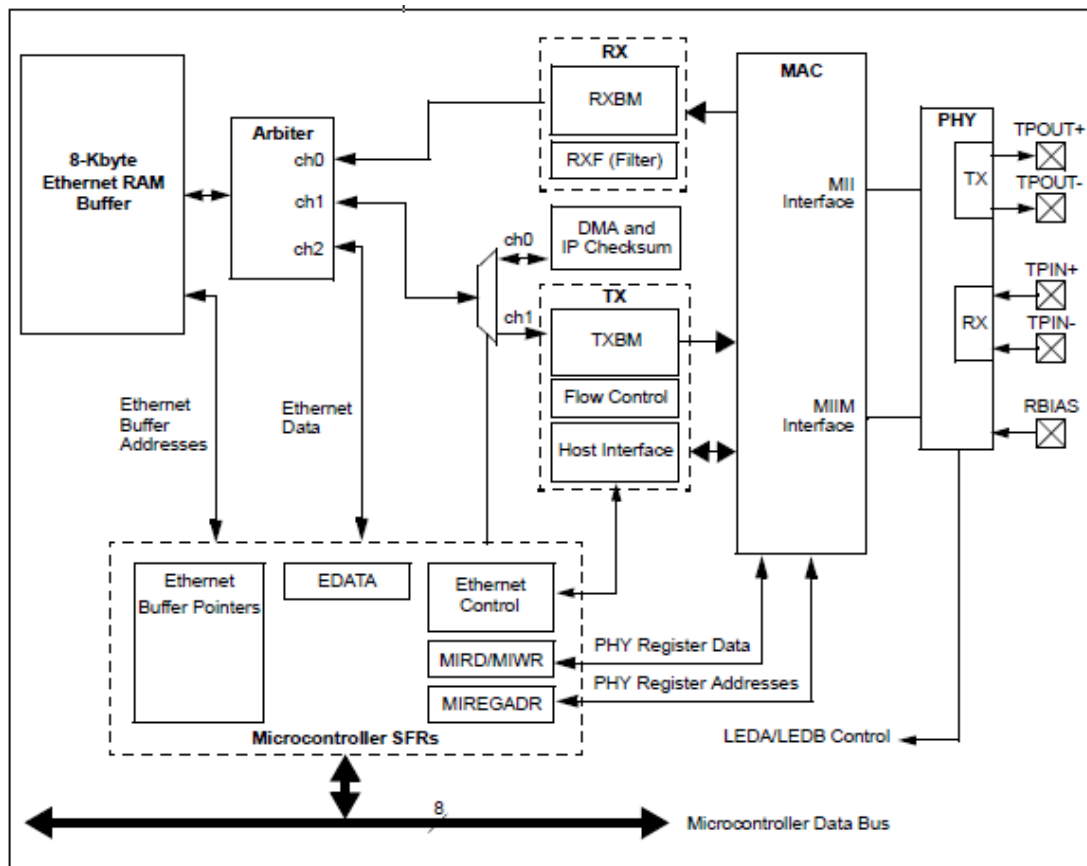 RX
RXBM
RXF (Filter)
MAC
PHY
TPOUT+
TPOUT-
TX
TPIN+
TPIN-
RX
RBIAS
MII
Interface
MIIM
Interface
8-Kbyte
Ethernet RAM
Buffer
Arbiter
ch0
ch1
ch2
ch0
DMA and
IP Checksum
ch1
TX
TXBM
Flow Control
Host Interface
Ethernet
Buffer
Addresses
Ethernet
Data
Ethernet
Buffer Pointers
EDATA
Ethernet
Control
MIRD/MIWR
MIREGADR
Microcontroller SFRs
PHY Register Data
PHY Register Addresses
LEDA/LEDB Control
8
Microcontroller Data Bus